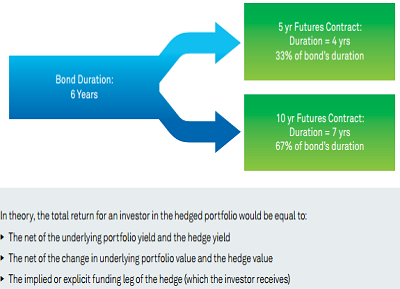 Bond Duration:
6 Years
5 yr Futures Contract:
Duration = 4 yrs
33% of bond's duration
10 yr Futures Contract:
Duration = 7 yrs
67% of bond's duration
In theory, the total return for an investor in the hedged portfolio would be equal to:
▶ The net of the underlying portfolio yield and the hedge yield
▶ The net of the change in underlying portfolio value and the hedge value
▶ The implied or explicit funding leg of the hedge (which the investor receives)